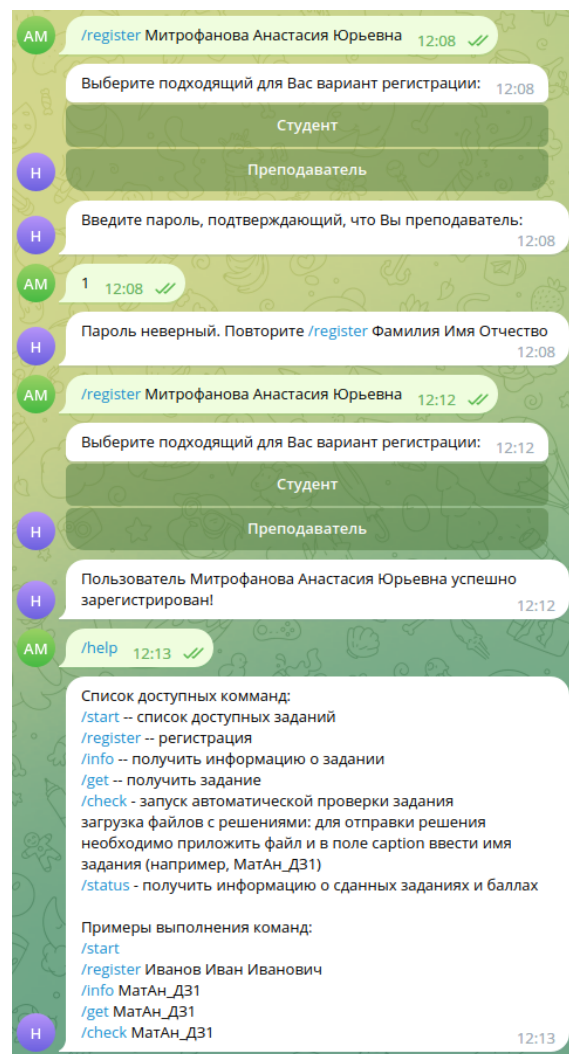 AM
/register Митрофанова Анастасия Юрьевна 12:08
Выберите подходящий для Вас вариант регистрации: 12:08
Студент
Преподаватель
Н
Введите пароль, подтверждающий, что Вы преподаватель:
12:08
Н
AM
1 12:08
Пароль неверный. Повторите /register Фамилия Имя Отчество
12:08
Н
AM
/register Митрофанова Анастасия Юрьевна 12:12
Выберите подходящий для Вас вариант регистрации: 12:12
Студент
Преподаватель
Н
Пользователь Митрофанова Анастасия Юрьевна успешно
зарегистрирован!
12:12
Н
AM
/help 12:13
Список доступных комманд:
/start -- список доступных заданий
/register -- регистрация
/info -- получить информацию о задании
/get -- получить задание
/check - запуск автоматической проверки задания
загрузка файлов с решениями: для отправки решения
необходимо приложить файл и в поле caption ввести имя
задания (например, МатАн_ДЗ1)
/status - получить информацию о сданных заданиях и баллах
Примеры выполнения команд:
/start
/register Иванов Иван Иванович
/info МатАн_ДЗ1
/get МатАн_ДЗ1
/check МатАн_ДЗ1
12:13
Н